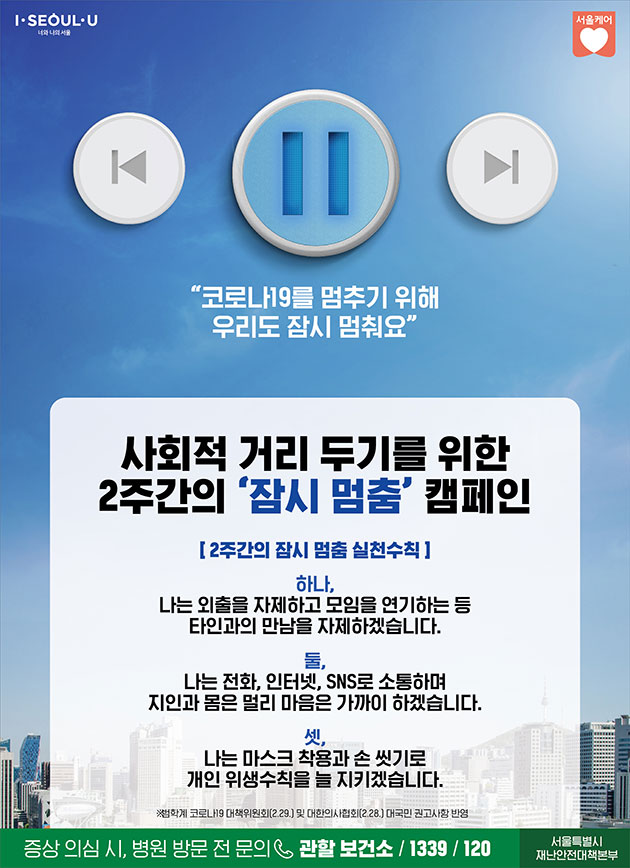 I·SEOUL·U
너와 나의 서울
서울케어
“코로나19를 멈추기 위해
우리도 잠시 멈춰요”
사회적 거리 두기를 위한
2주간의 ‘잠시 멈춤’ 캠페인
[ 2주간의 잠시 멈춤 실천수칙 ]
하나,
나는 외출을 자제하고 모임을 연기하는 등
타인과의 만남을 자제하겠습니다.
둘,
나는 전화, 인터넷, SNS로 소통하며
지인과 몸은 멀리 마음은 가까이 하겠습니다.
셋,
나는 마스크 착용과 손 씻기로
개인 위생수칙을 늘 지키겠습니다.
※범학계 코로나19 대책위원회(2.29.) 및 대한의사협회(2.28.) 대국민 권고사항 반영
증상 의심 시, 병원 방문 전 문의 관할 보건소 / 1339 / 120
서울특별시
재난안전대책본부